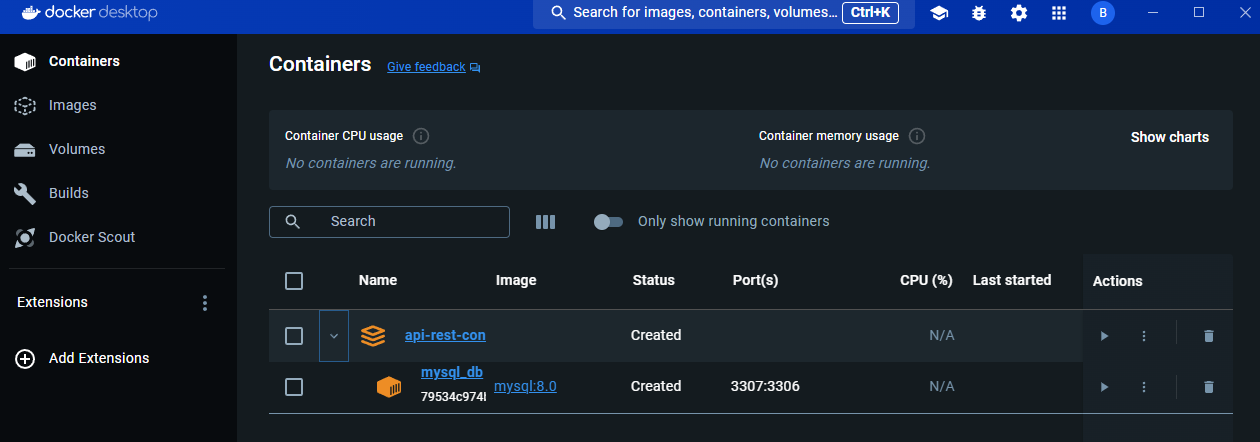 docker desktop
Search for images, containers, volumes... Ctrl+K
B
Containers
Images
Volumes
Builds
Docker Scout
Extensions
Add Extensions
Containers Give feedback
Container CPU usage
No containers are running.
Container memory usage
No containers are running.
Show charts
Search
Only show running containers
Name Image Status Port(s) CPU (%) Last started Actions
api-rest-con Created N/A
mysql_db mysql:8.0 Created 3307:3306 N/A
79534c974